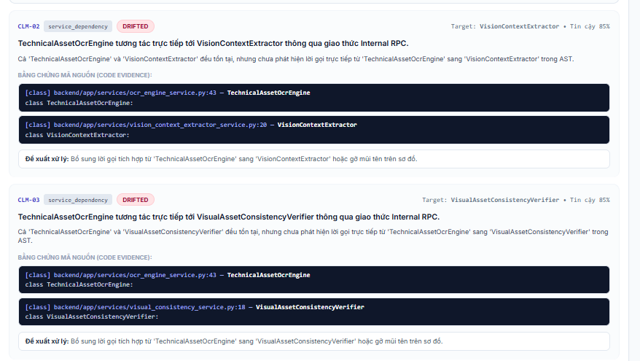 CLM-02 service_dependency DRIFTED Target: VisionContextExtractor • Tin cậy 85%
TechnicalAssetOcrEngine tương tác trực tiếp tới VisionContextExtractor thông qua giao thức Internal RPC.
Cả 'TechnicalAssetOcrEngine' và 'VisionContextExtractor' đều tồn tại, nhưng chưa phát hiện lời gọi trực tiếp từ 'TechnicalAssetOcrEngine' sang 'VisionContextExtractor' trong AST.
BẰNG CHỨNG MÃ NGUỒN (CODE EVIDENCE):
[class] backend/app/services/ocr_engine_service.py:43 — TechnicalAssetOcrEngine
class TechnicalAssetOcrEngine:
[class] backend/app/services/vision_context_extractor_service.py:20 — VisionContextExtractor
class VisionContextExtractor:
Đề xuất xử lý: Bổ sung lời gọi tích hợp từ 'TechnicalAssetOcrEngine' sang 'VisionContextExtractor' hoặc gỡ mũi tên trên sơ đồ.
CLM-03 service_dependency DRIFTED Target: VisualAssetConsistencyVerifier • Tin cậy 85%
TechnicalAssetOcrEngine tương tác trực tiếp tới VisualAssetConsistencyVerifier thông qua giao thức Internal RPC.
Cả 'TechnicalAssetOcrEngine' và 'VisualAssetConsistencyVerifier' đều tồn tại, nhưng chưa phát hiện lời gọi trực tiếp từ 'TechnicalAssetOcrEngine' sang 'VisualAssetConsistencyVerifier' trong
AST.
BẰNG CHỨNG MÃ NGUỒN (CODE EVIDENCE):
[class] backend/app/services/ocr_engine_service.py:43 — TechnicalAssetOcrEngine
class TechnicalAssetOcrEngine:
[class] backend/app/services/visual_consistency_service.py:18 — VisualAssetConsistencyVerifier
class VisualAssetConsistencyVerifier:
Đề xuất xử lý: Bổ sung lời gọi tích hợp từ 'TechnicalAssetOcrEngine' sang 'VisualAssetConsistencyVerifier' hoặc gỡ mũi tên trên sơ đồ.